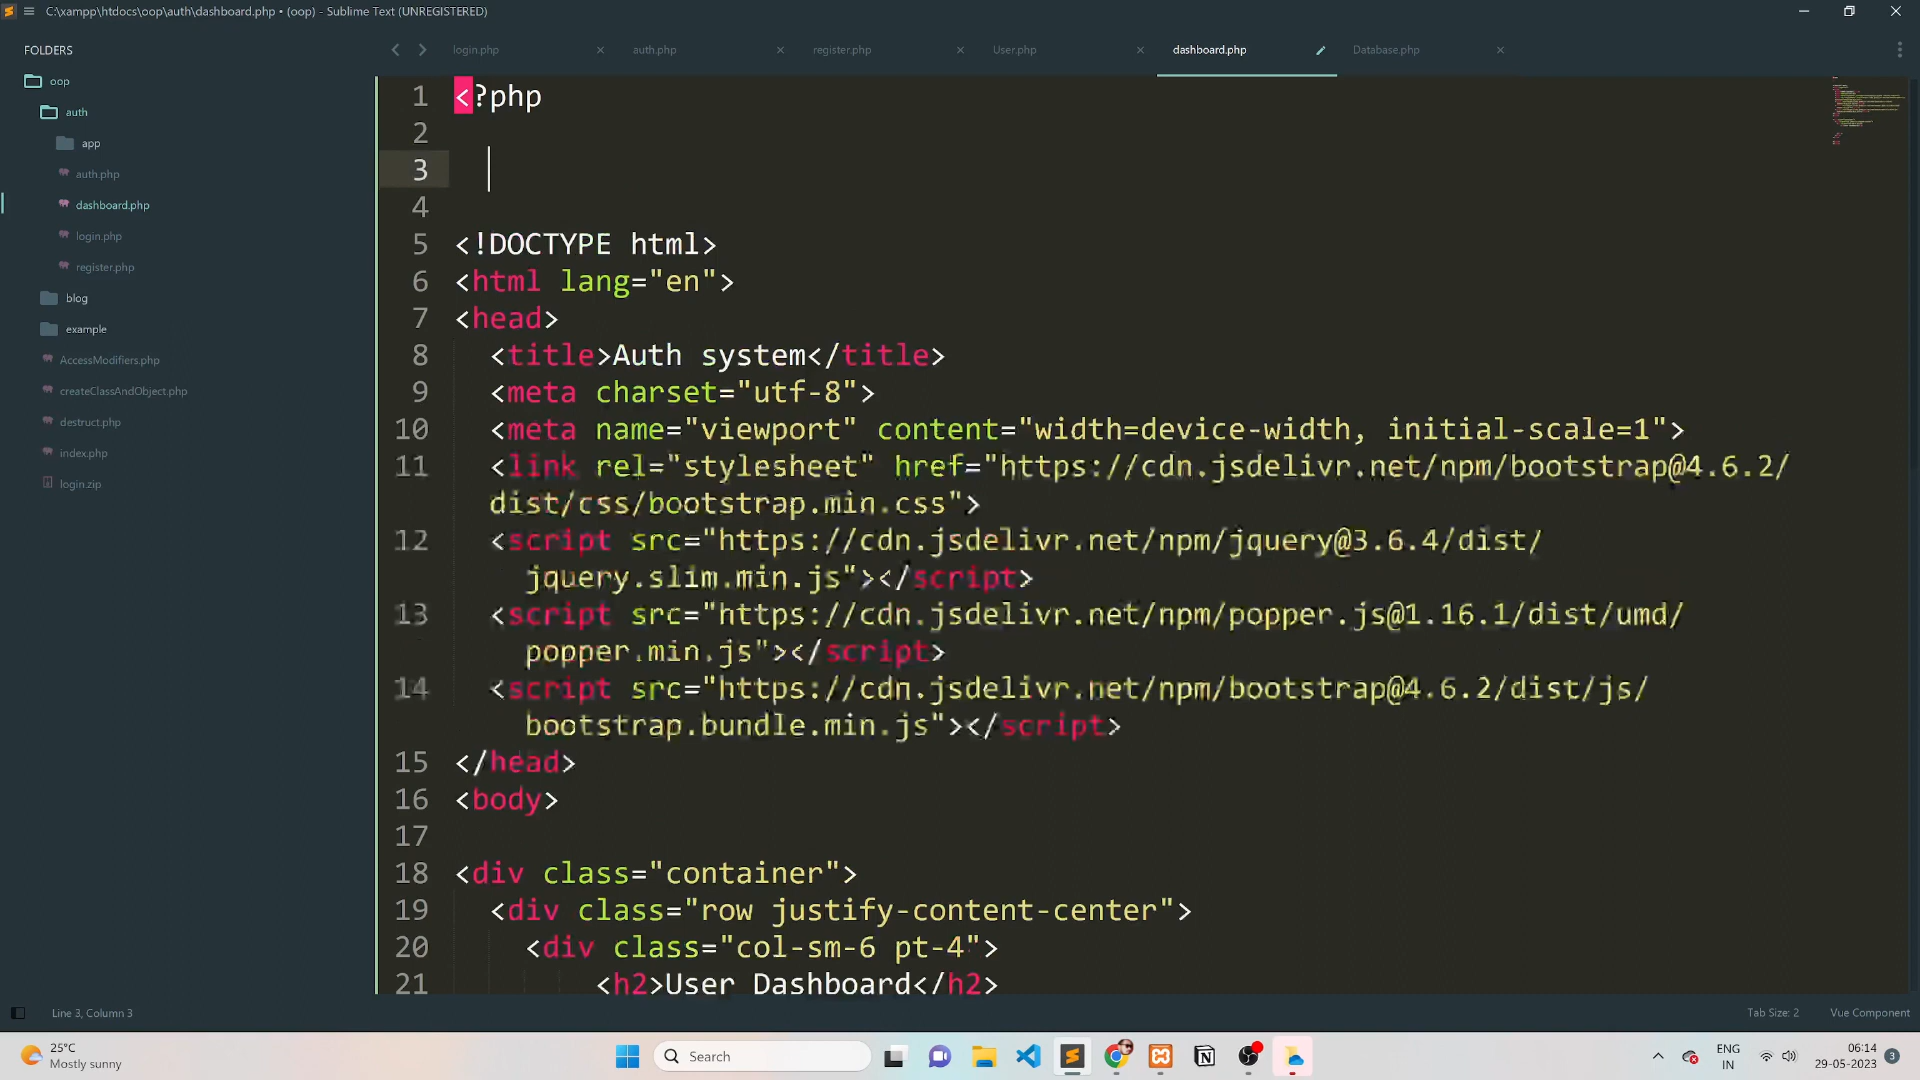 C:\xampp\htdocs\oop\auth\dashboard.php • (oop) - Sublime Text (UNREGISTERED)
FOLDERS
oop
auth
app
auth.php
dashboard.php
login.php
register.php
blog
example
AccessModifiers.php
createClassAndObject.php
destruct.php
index.php
login.zip
login.php
auth.php
register.php
User.php
dashboard.php
Database.php
1 <?php
2
3
4
5 <!DOCTYPE html>
6 <html lang="en">
7 <head>
8 <title>Auth system</title>
9 <meta charset="utf-8">
10 <meta name="viewport" content="width=device-width, initial-scale=1">
11 <link rel="stylesheet" href="https://cdn.jsdelivr.net/npm/bootstrap@4.6.2/
dist/css/bootstrap.min.css">
12 <script src="https://cdn.jsdelivr.net/npm/jquery@3.6.4/dist/
jquery.slim.min.js"></script>
13 <script src="https://cdn.jsdelivr.net/npm/popper.js@1.16.1/dist/umd/
popper.min.js"></script>
14 <script src="https://cdn.jsdelivr.net/npm/bootstrap@4.6.2/dist/js/
bootstrap.bundle.min.js"></script>
15 </head>
16 <body>
17
18 <div class="container">
19 <div class="row justify-content-center">
20 <div class="col-sm-6 pt-4">
21 <h2>User Dashboard</h2>
Line 3, Column 3
Tab Size: 2
Vue Component
25°C
Mostly sunny
Search
ENG
IN
06:14
29-05-2023
3